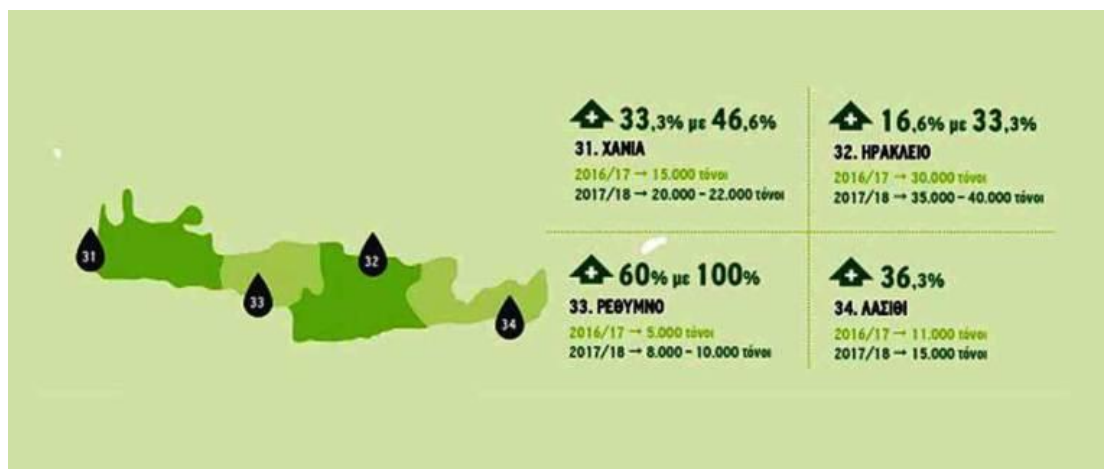 31
33
32
34
33,3% με 46,6%
31. ΧΑΝΙΑ
2016/17 → 15.000 τόνοι
2017/18 → 20.000 – 22.000 τόνοι
16,6% με 33,3%
32. ΗΡΑΚΛΕΙΟ
2016/17 → 30.000 τόνοι
2017/18 → 35.000 – 40.000 τόνοι
60% με 100%
33. ΡΕΘΥΜΝΟ
2016/17 → 5.000 τόνοι
2017/18 → 8.000 – 10.000 τόνοι
36,3%
34. ΛΑΣΙΘΙ
2016/17 → 11.000 τόνοι
2017/18 → 15.000 τόνοι